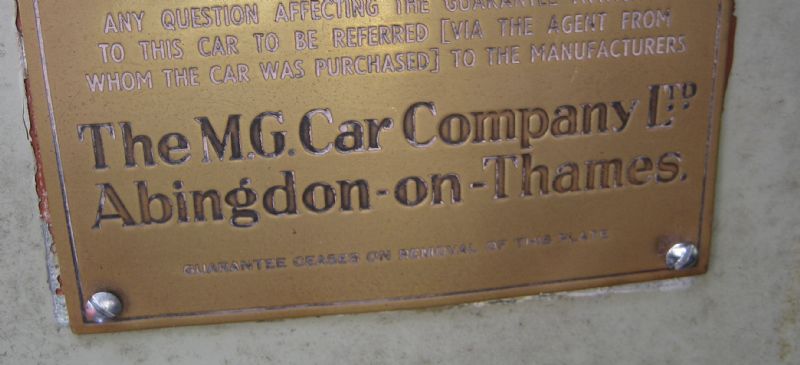 ANY QUESTION AFFECTING THE GUARANTEE
TO THIS CAR TO BE REFERRED [VIA THE AGENT FROM
WHOM THE CAR WAS PURCHASED] TO THE MANUFACTURERS
The M.G. Car Company LTD
Abingdon-on-Thames.
GUARANTEE CEASES ON REMOVAL OF THIS PLATE